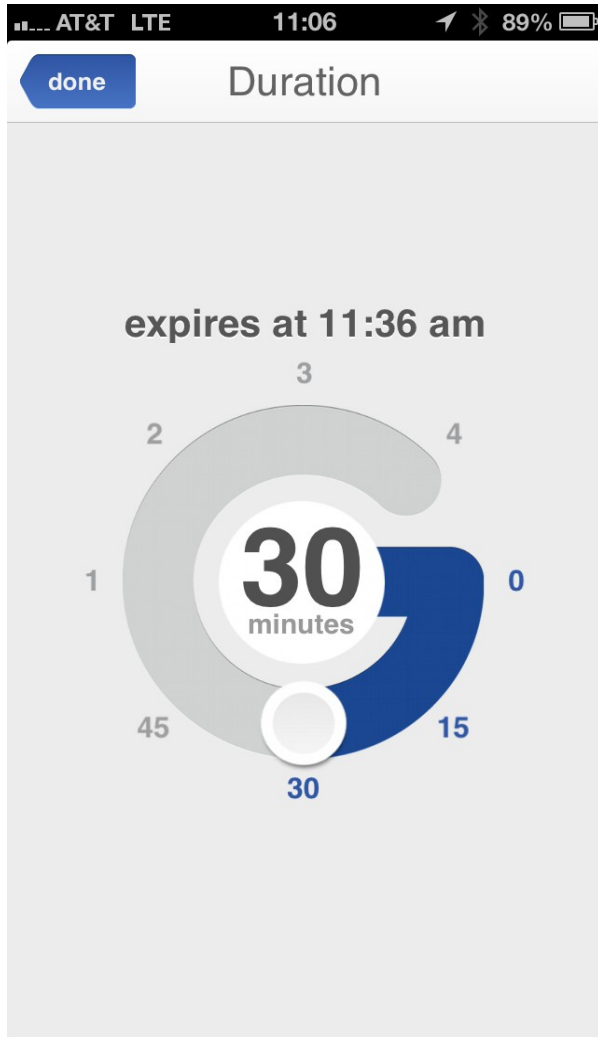 AT&T LTE 11:06 89%
done Duration
expires at 11:36 am
3
2 4
30
1 0
minutes
45 15
30